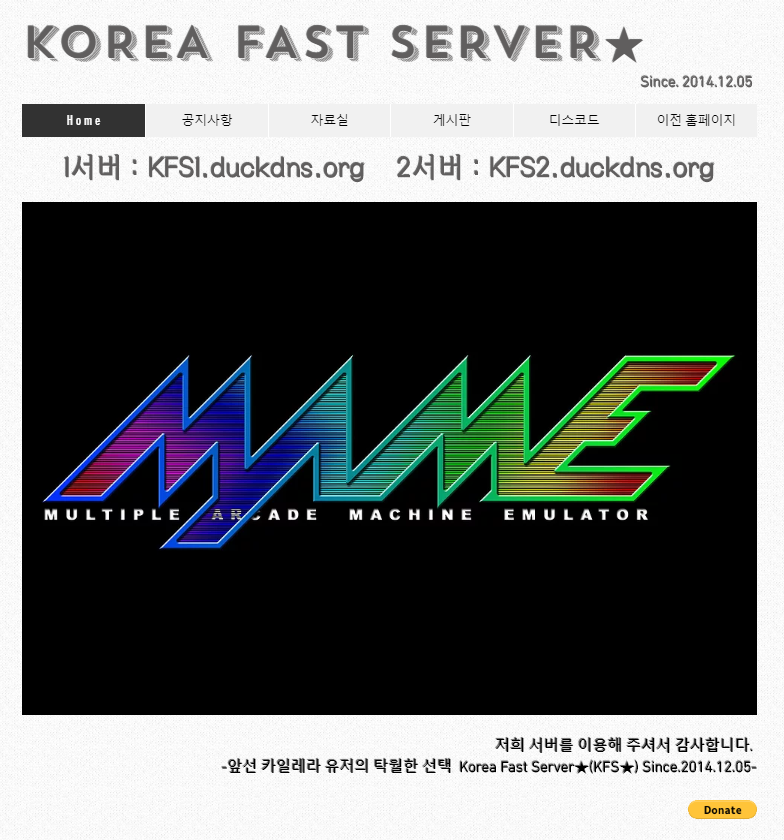 KOREA FAST SERVER★
Since. 2014.12.05
Home 공지사항 자료실 게시판 디스코드 이전 홈페이지
1서버 : KFS1.duckdns.org 2서버 : KFS2.duckdns.org
MAME
MULTIPLE ARCADE MACHINE EMULATOR
저희 서버를 이용해 주셔서 감사합니다.
-앞선 카일레라 유저의 탁월한 선택 Korea Fast Server★(KFS★) Since.2014.12.05-
Donate